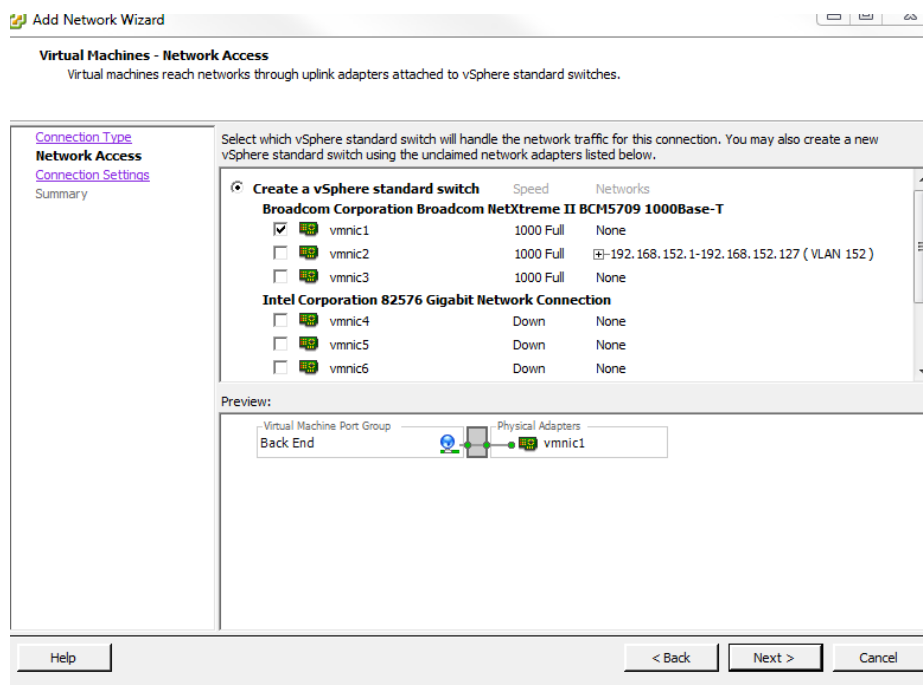 Add Network Wizard
Virtual Machines - Network Access
Virtual machines reach networks through uplink adapters attached to vSphere standard switches.
Connection Type
Network Access
Connection Settings
Summary
Select which vSphere standard switch will handle the network traffic for this connection. You may also create a new
vSphere standard switch using the unclaimed network adapters listed below.
Create a vSphere standard switch Speed Networks
Broadcom Corporation Broadcom NetXtreme II BCM5709 1000Base-T
vmnic1 1000 Full None
vmnic2 1000 Full 192.168.152.1-192.168.152.127 ( VLAN 152 )
vmnic3 1000 Full None
Intel Corporation 82576 Gigabit Network Connection
vmnic4 Down None
vmnic5 Down None
vmnic6 Down None
Preview:
Virtual Machine Port Group Physical Adapters
Back End vmnic1
Help < Back Next > Cancel